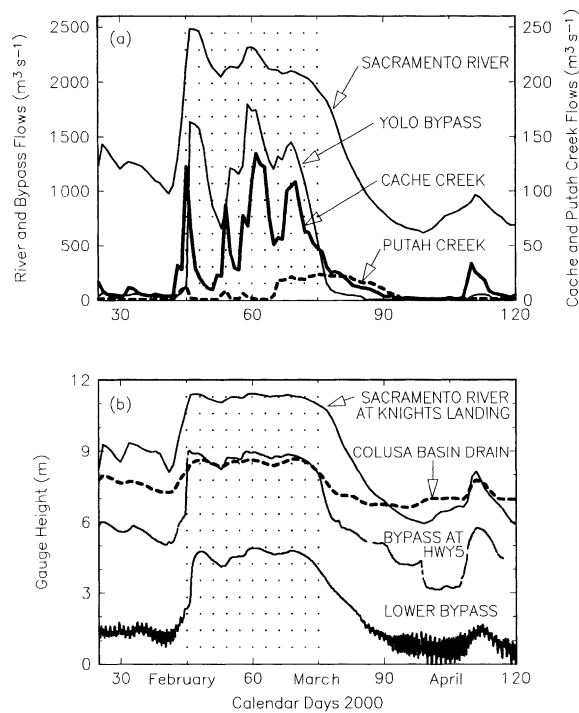 (a)
River and Bypass Flows (m³ s⁻¹)
2500
2000
1500
1000
500
0
30
60
90
120
250
200
150
100
50
0
Cache and Putah Creek Flows (m³ s⁻¹)
SACRAMENTO RIVER
YOLO BYPASS
CACHE CREEK
PUTAH CREEK
(b)
Gauge Height (m)
12
9
6
3
0
SACRAMENTO RIVER
AT KNIGHTS LANDING
COLUSA BASIN DRAIN
BYPASS AT
HWY5
LOWER BYPASS
30 February 60 March 90 April 120
Calendar Days 2000